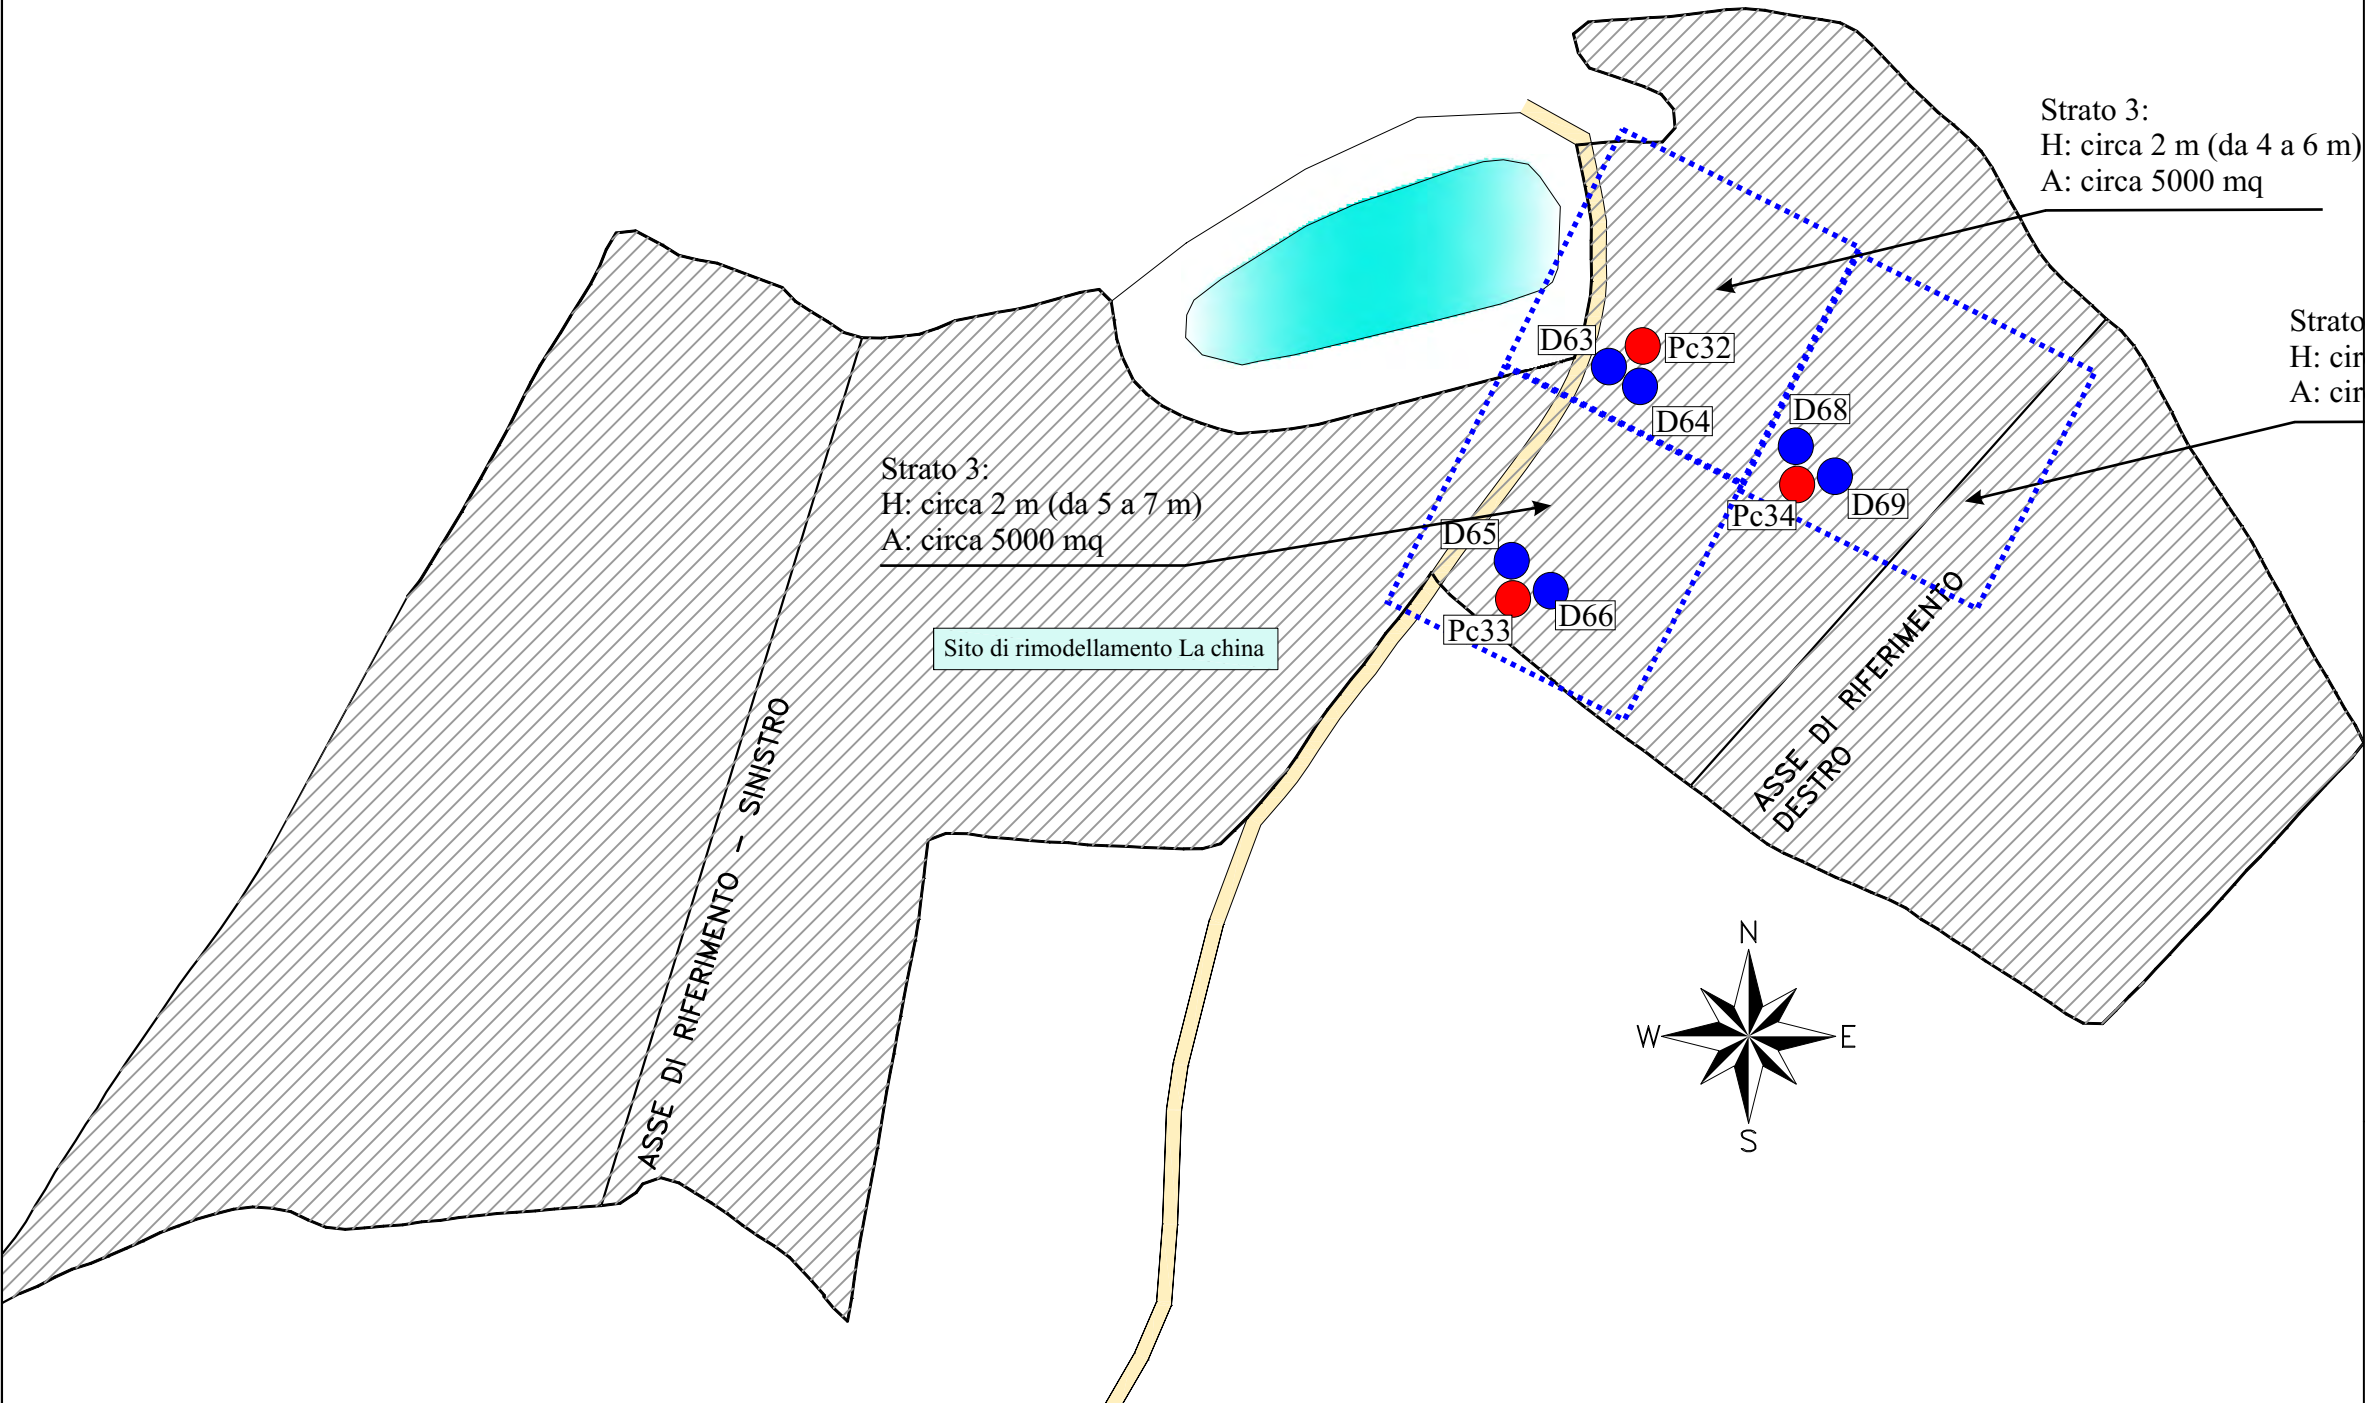 Strato 3:
H: circa 2 m (da 4 a 6 m)
A: circa 5000 mq
Strato
H: cir
A: cir
D63
Pc32
D64
D68
D69
Pc34
Strato 3:
H: circa 2 m (da 5 a 7 m)
A: circa 5000 mq
D65
D66
Pc33
Sito di rimodellamento La china
ASSE DI RIFERIMENTO – SINISTRO
ASSE DI RIFERIMENTO
DESTRO
N
W
E
S